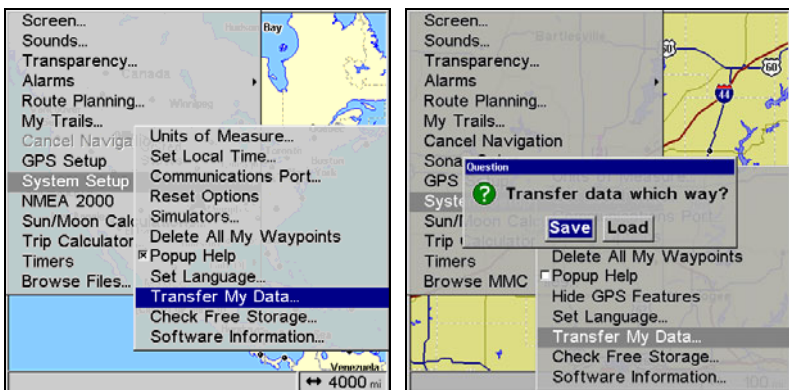 Screen...
Sounds...
Transparency...
Alarms
Route Planning...
My Trails...
Cancel Naviga
GPS Setup
System Setup
NMEA 2000
Sun/Moon Calc
Trip Calculator
Timers
Browse Files...
Units of Measure...
Set Local Time...
Communications Port...
Reset Options
Simulators...
Delete All My Waypoints
Popup Help
Set Language...
Transfer My Data...
Check Free Storage...
Software Information...
Bay
Canada
Winnipeg
Toronto
Venezuela
↔ 4000 mi
Screen...
Sounds...
Transparency...
Alarms
Route Planning...
My Trails...
Cancel Navigation
Sona
GPS
Syste
Sun/
Trip
Timers
Browse MMC
Bartlesville
60
60
44
Question
Transfer data which way?
Save Load
Delete All My Waypoints
Popup Help
Hide GPS Features
Set Language...
Transfer My Data...
Check Free Storage...
Software Information...
100 mi